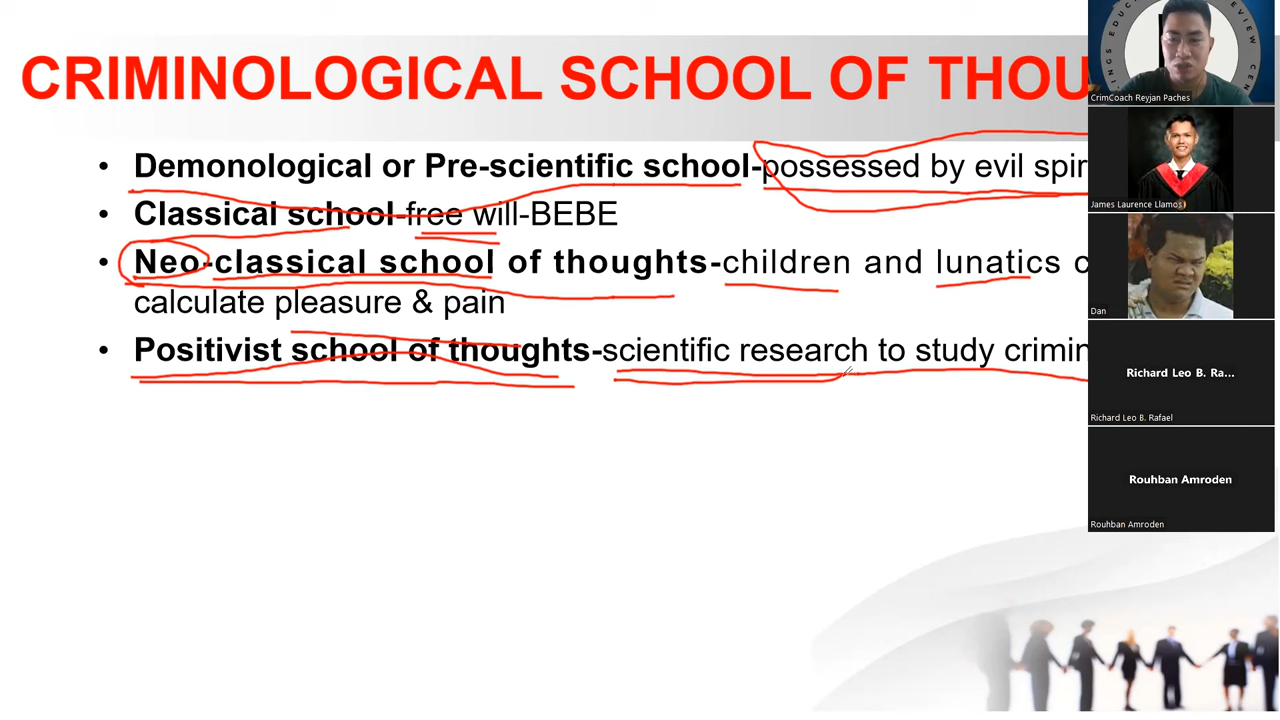 CRIMINOLOGICAL SCHOOL OF THOU
• Demonological or Pre-scientific school-possessed by evil spir
• Classical school-free will-BEBE
• Neo-classical school of thoughts-children and lunatics c
calculate pleasure & pain
• Positivist school of thoughts-scientific research to study crimin
CrimCoach Reyjan Paches
James Laurence Llamos
Dan
Richard Leo B. Ra...
Richard Leo B. Rafael
Rouhban Amroden
Rouhban Amroden